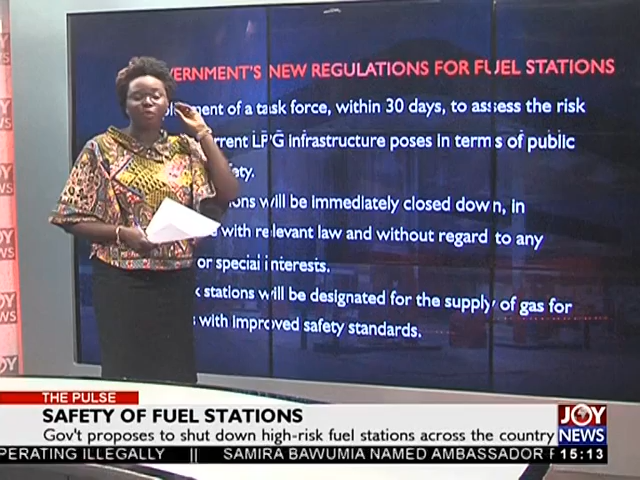 VERNMENT'S NEW REGULATIONS FOR FUEL STATIONS
ment of a task force, within 30 days, to assess the risk
rrent LPG infrastructure poses in terms of public
ety.
ons will be immediately closed down, in
with relevant law and without regard to any
or special interests.
k stations will be designated for the supply of gas for
with improved safety standards.
THE PULSE
SAFETY OF FUEL STATIONS
Gov't proposes to shut down high-risk fuel stations across the country
JOY
NEWS
PERATING ILLEGALLY || SAMIRA BAWUMIA NAMED AMBASSADOR F
15:13